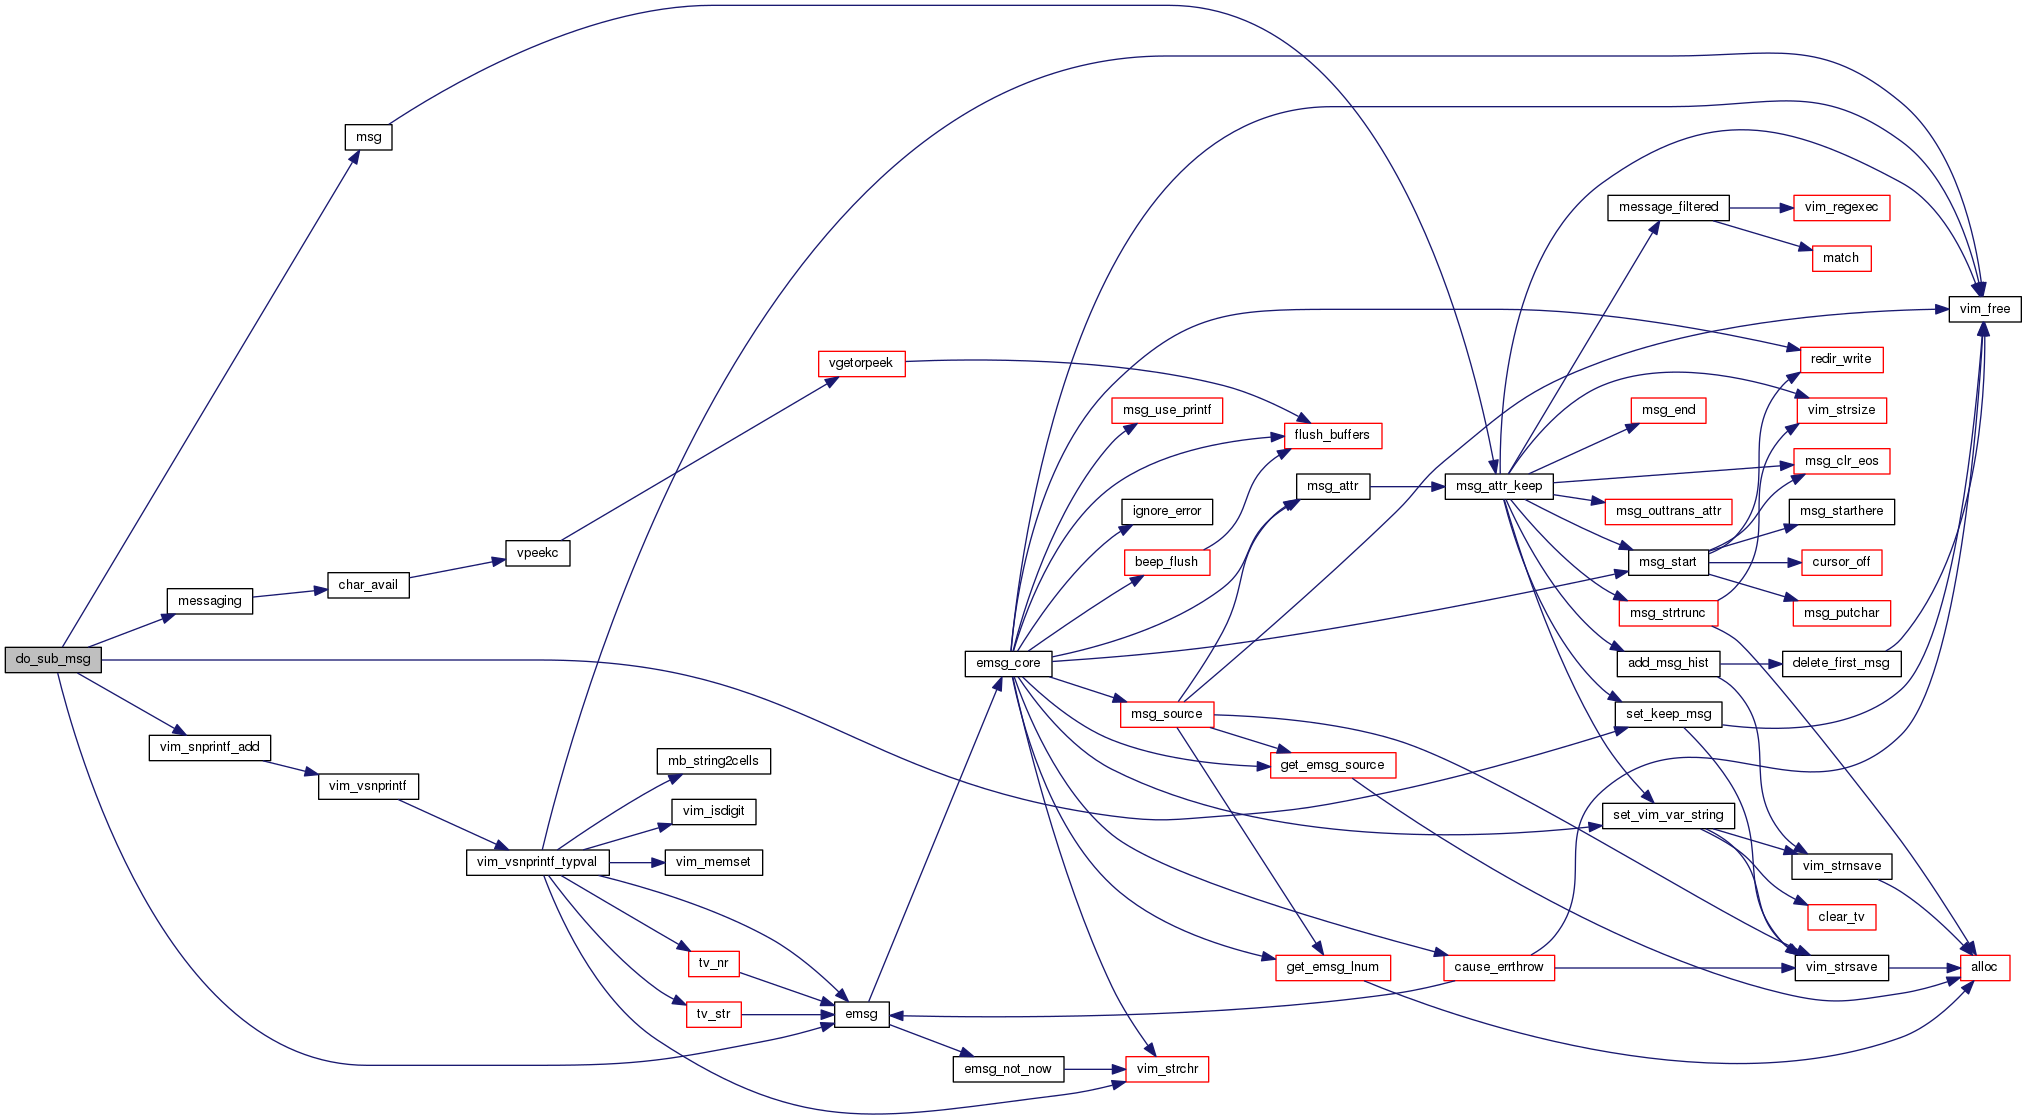 msg
message_filtered
vim_regexec
match
vim_free
vgetorpeek
redir_write
msg_use_printf
msg_end
vim_strsize
flush_buffers
msg_clr_eos
msg_attr
msg_attr_keep
ignore_error
msg_outtrans_attr
msg_starthere
vpeekc
beep_flush
msg_start
cursor_off
char_avail
messaging
msg_strtrunc
msg_putchar
do_sub_msg
emsg_core
add_msg_hist
delete_first_msg
msg_source
set_keep_msg
vim_snprintf_add
mb_string2cells
get_emsg_source
vim_vsnprintf
vim_isdigit
set_vim_var_string
vim_vsnprintf_typval
vim_memset
vim_strnsave
clear_tv
tv_nr
get_emsg_lnum
cause_errthrow
vim_strsave
alloc
tv_str
emsg
emsg_not_now
vim_strchr